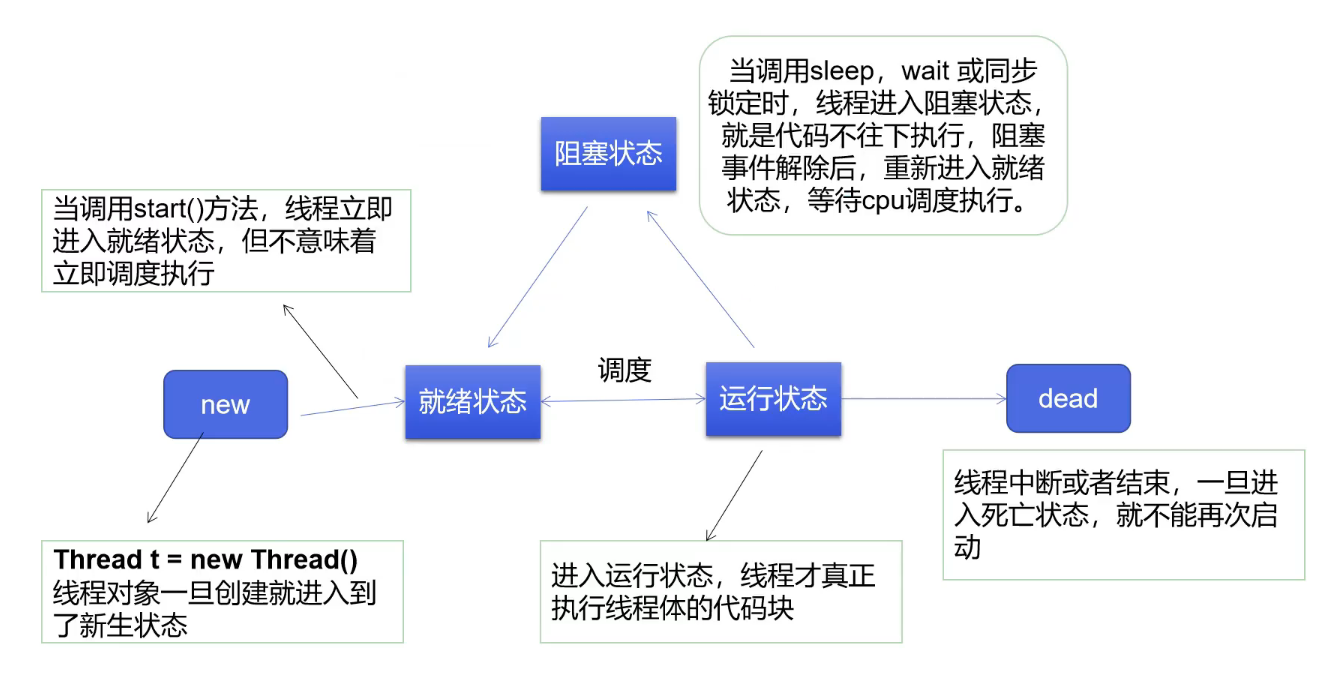 当调用sleep，wait 或同步
锁定时，线程进入阻塞状态，
就是代码不往下执行，阻塞
事件解除后，重新进入就绪
状态，等待cpu调度执行。
阻塞状态
当调用start()方法，线程立即
进入就绪状态，但不意味着
立即调度执行
new
就绪状态
调度
运行状态
dead
线程中断或者结束，一旦进
入死亡状态，就不能再次启
动
Thread t = new Thread()
线程对象一旦创建就进入到
了新生状态
进入运行状态，线程才真正
执行线程体的代码块